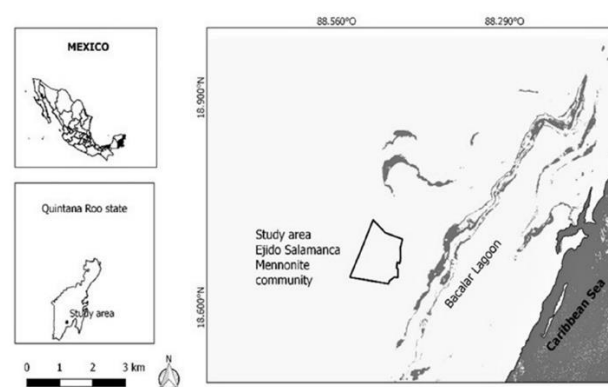 MEXICO
Quintana Roo state
Study area
0 1 2 3 km
N
88.560°O
88.290°O
18.900°N
18.600°N
Study area
Ejido Salamanca
Mennonite
community
Bacalar Lagoon
Caribbean Sea